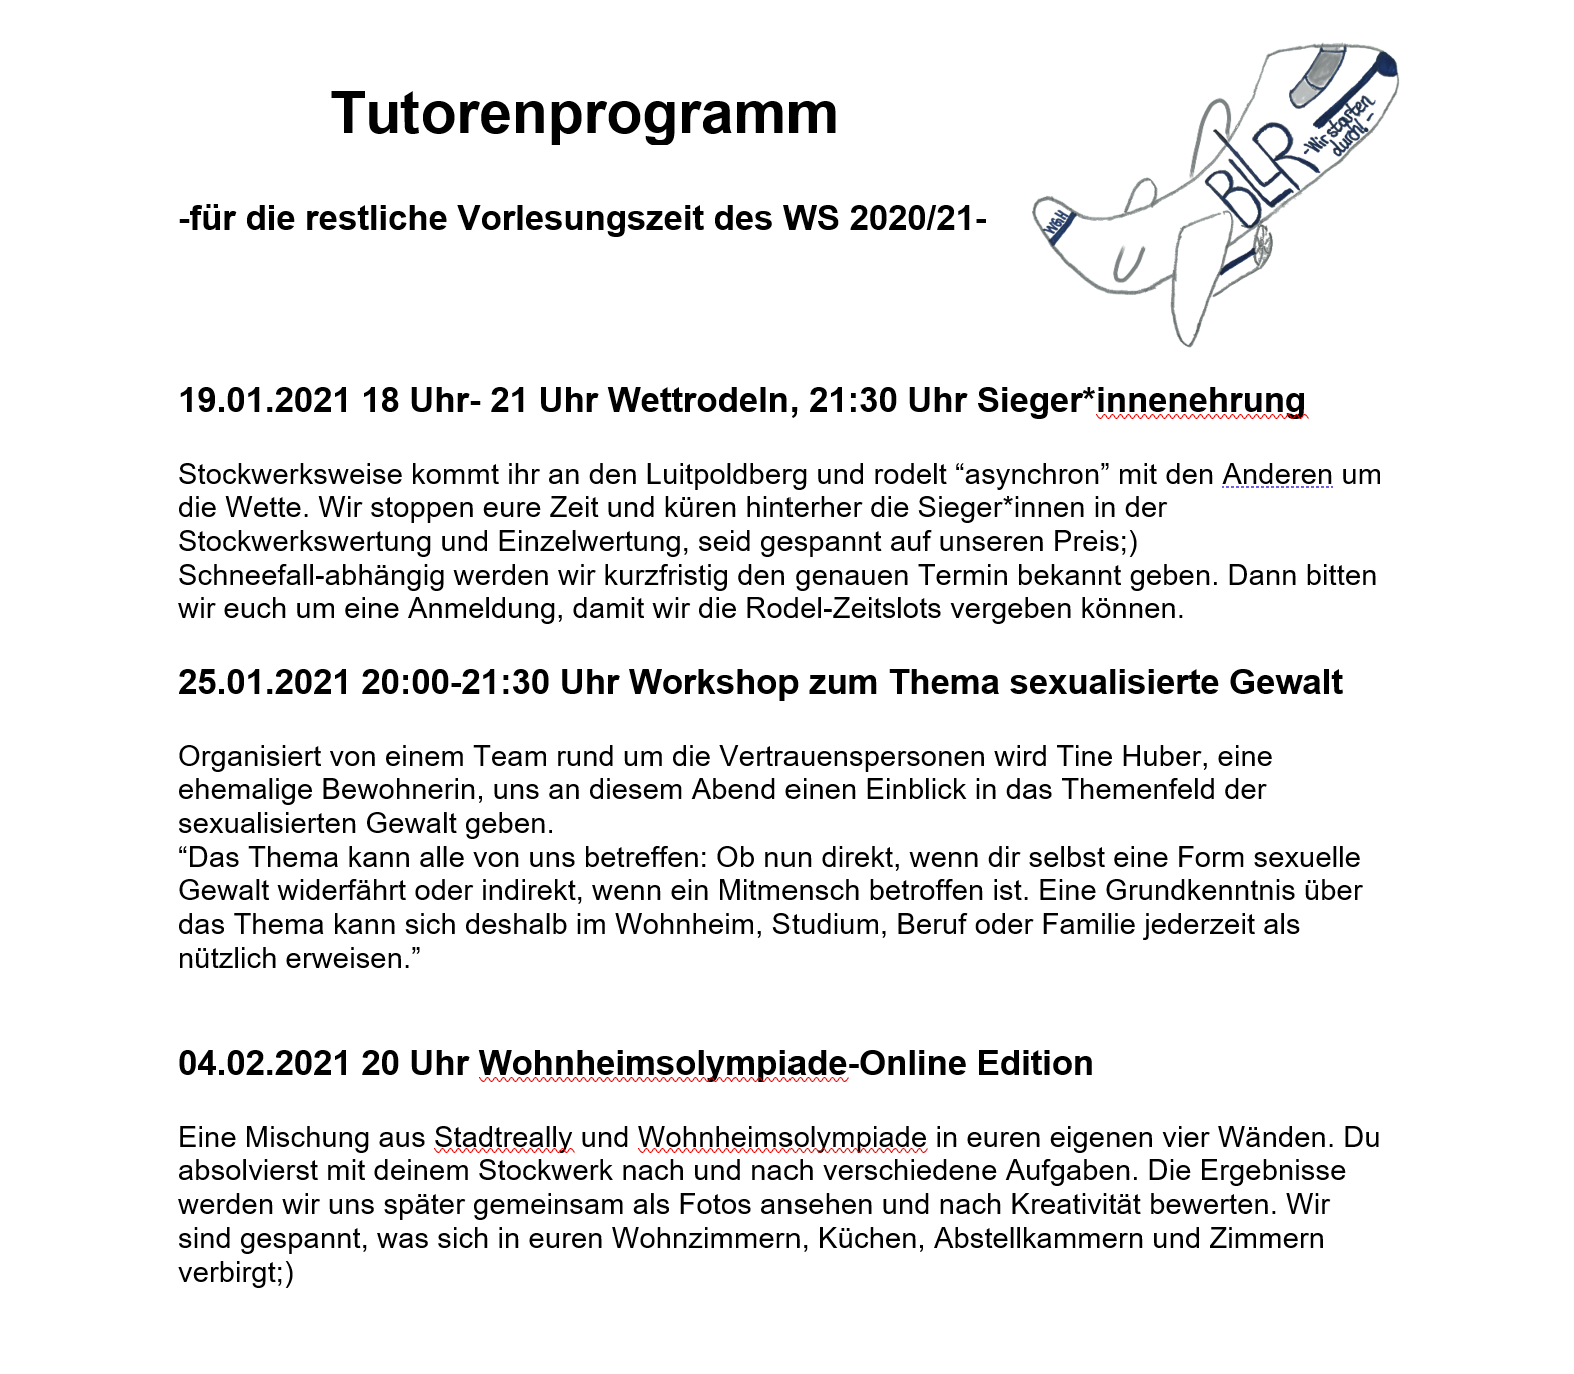 Tutorenprogramm
-für die restliche Vorlesungszeit des WS 2020/21-
BLLR
-Wir starten
durch!-
WGH
19.01.2021 18 Uhr- 21 Uhr Wettrodeln, 21:30 Uhr Sieger*innenehrung
Stockwerksweise kommt ihr an den Luitpoldberg und rodelt “asynchron” mit den Anderen um
die Wette. Wir stoppen eure Zeit und küren hinterher die Sieger*innen in der
Stockwerkswertung und Einzelwertung, seid gespannt auf unseren Preis;)
Schneefall-abhängig werden wir kurzfristig den genauen Termin bekannt geben. Dann bitten
wir euch um eine Anmeldung, damit wir die Rodel-Zeitslots vergeben können.
25.01.2021 20:00-21:30 Uhr Workshop zum Thema sexualisierte Gewalt
Organisiert von einem Team rund um die Vertrauenspersonen wird Tine Huber, eine
ehemalige Bewohnerin, uns an diesem Abend einen Einblick in das Themenfeld der
sexualisierten Gewalt geben.
“Das Thema kann alle von uns betreffen: Ob nun direkt, wenn dir selbst eine Form sexuelle
Gewalt widerfährt oder indirekt, wenn ein Mitmensch betroffen ist. Eine Grundkenntnis über
das Thema kann sich deshalb im Wohnheim, Studium, Beruf oder Familie jederzeit als
nützlich erweisen.”
04.02.2021 20 Uhr Wohnheimsolympiade-Online Edition
Eine Mischung aus Stadtreally und Wohnheimsolympiade in euren eigenen vier Wänden. Du
absolvierst mit deinem Stockwerk nach und nach verschiedene Aufgaben. Die Ergebnisse
werden wir uns später gemeinsam als Fotos ansehen und nach Kreativität bewerten. Wir
sind gespannt, was sich in euren Wohnzimmern, Küchen, Abstellkammern und Zimmern
verbirgt;)